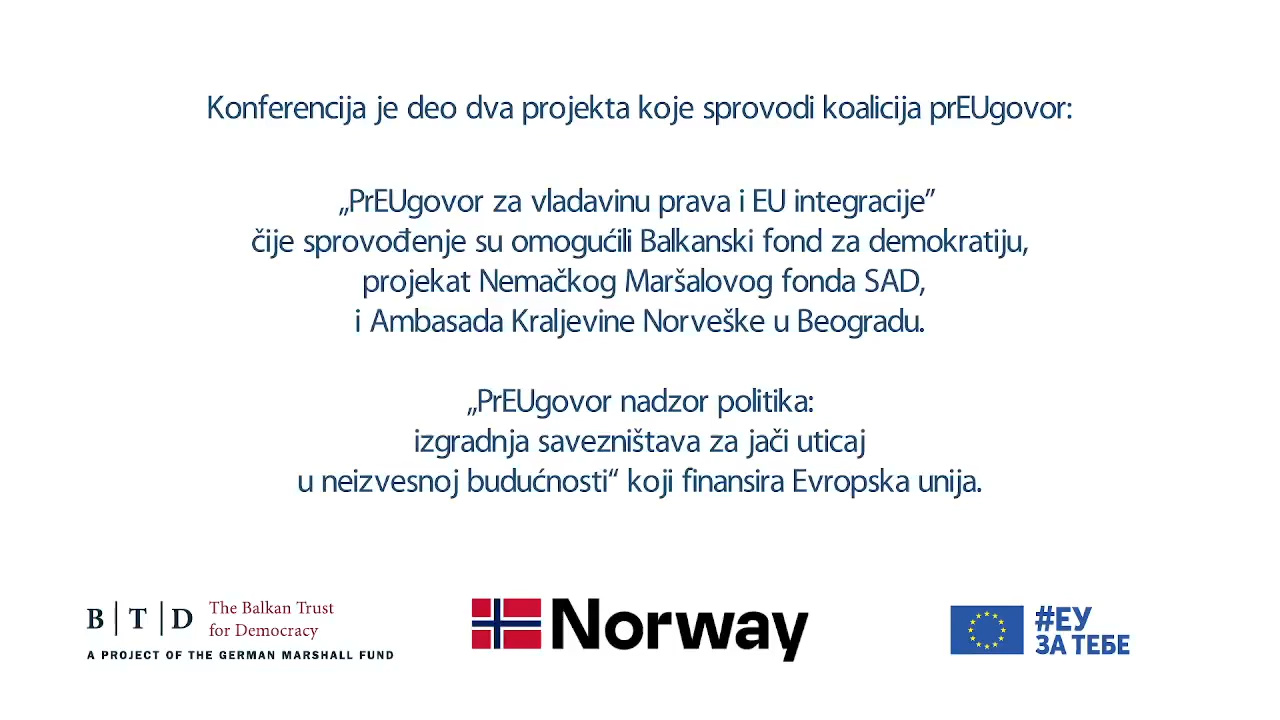 Konferencija je deo dva projekta koje sprovodi koalicija prEUgovor:
„PrEUgovor za vladavinu prava i EU integracije”
čije sprovođenje su omogućili Balkanski fond za demokratiju,
projekat Nemačkog Maršalovog fonda SAD,
i Ambasada Kraljevine Norveške u Beogradu.
„PrEUgovor nadzor politika:
izgradnja savezništava za jači uticaj
u neizvesnoj budućnosti“ koji finansira Evropska unija.
B|T|D
The Balkan Trust
for Democracy
A PROJECT OF THE GERMAN MARSHALL FUND
Norway
#ЕУ
ЗА ТЕБЕ